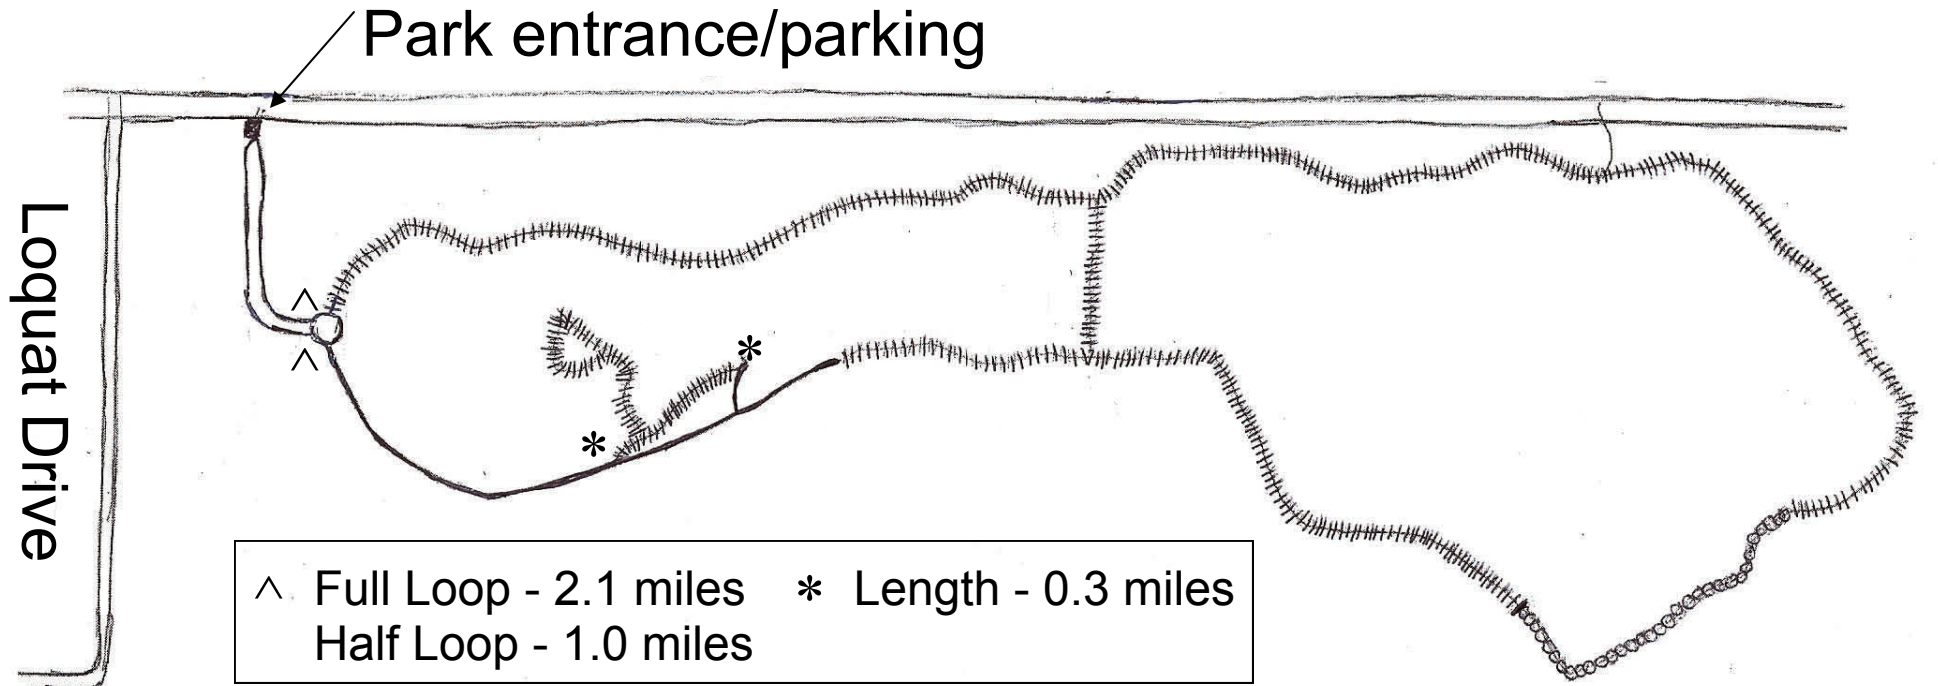 Park entrance/parking
Loquat Drive
^
^
*
*
^ Full Loop - 2.1 miles * Length - 0.3 miles
Half Loop - 1.0 miles